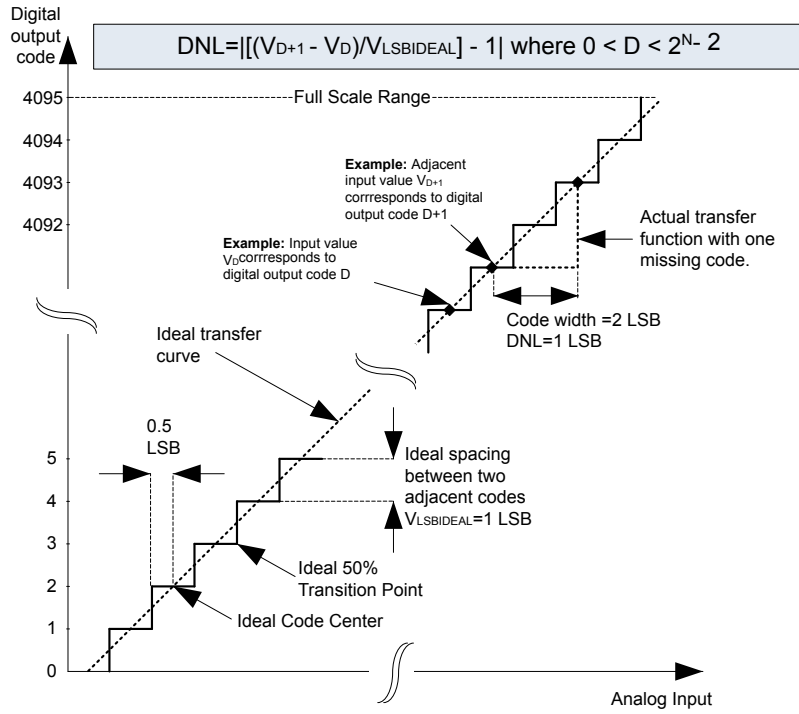 Digital
output
code
DNL=|[(VD+1 - VD)/VLSBIDEAL] - 1| where 0 < D < 2^N - 2
4095
Full Scale Range
4094
4093
4092
Example: Adjacent
input value VD+1
corrresponds to digital
output code D+1
Example: Input value
VDcorrresponds to
digital output code D
Actual transfer
function with one
missing code.
Code width =2 LSB
DNL=1 LSB
Ideal transfer
curve
0.5
LSB
5
4
3
2
1
0
Ideal spacing
between two
adjacent codes
VLSBIDEAL=1 LSB
Ideal 50%
Transition Point
Ideal Code Center
Analog Input